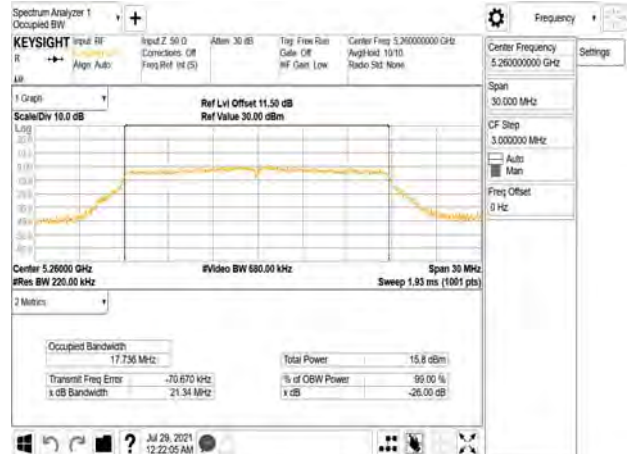 Spectrum Analyzer 1
Occupied BW
KEYSIGHT
R
Input: RF
Align: Auto
Input Z: 50 Ω
Corrections: Off
Freq Ref: Int (S)
Atten: 30 dB
Trig: Free Run
Gate: Off
#IF Gain: Low
Center Freq: 5.260000000 GHz
Avg|Hold: 10/10
Radio Std: None
1 Graph
Scale/Div 10.0 dB
Ref Lvl Offset 11.50 dB
Ref Value 30.00 dBm
Log
Center 5.26000 GHz
#Res BW 220.00 kHz
#Video BW 680.00 kHz
Span 30 MHz
Sweep 1.93 ms (1001 pts)
2 Metrics
Occupied Bandwidth
17.736 MHz
Transmit Freq Error -70.670 kHz
x dB Bandwidth 21.34 MHz
Total Power 15.8 dBm
% of OBW Power 99.00 %
x dB -26.00 dB
Jul 29, 2021
12:22:05 AM
Frequency
Settings
Center Frequency
5.260000000 GHz
Span
30.000 MHz
CF Step
3.000000 MHz
Auto
Man
Freq Offset
0 Hz